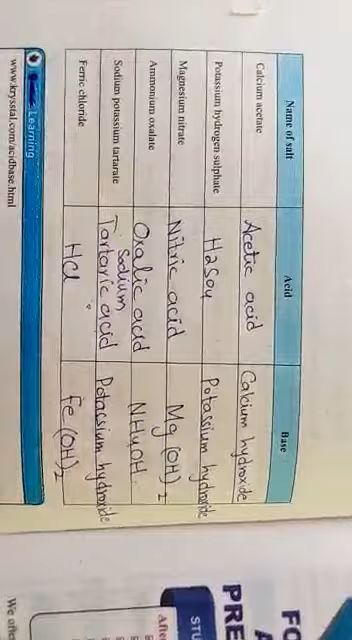 Name of salt Acid Base
Calcium acetate Acetic acid Calcium hydroxide
Potassium hydrogen sulphate H2SO4 Potassium hydroxide
Magnesium nitrate Nitric acid Mg(OH)2
Ammonium oxalate Oxalic acid NH4OH.
Sodium potassium tartarate Sodium Tartaric acid Potassium hydroxide
Ferric chloride HCl Fe(OH)2
Learning
www.krysstal.com/acidbase.html
FO
PRE
STU
After
We ofte